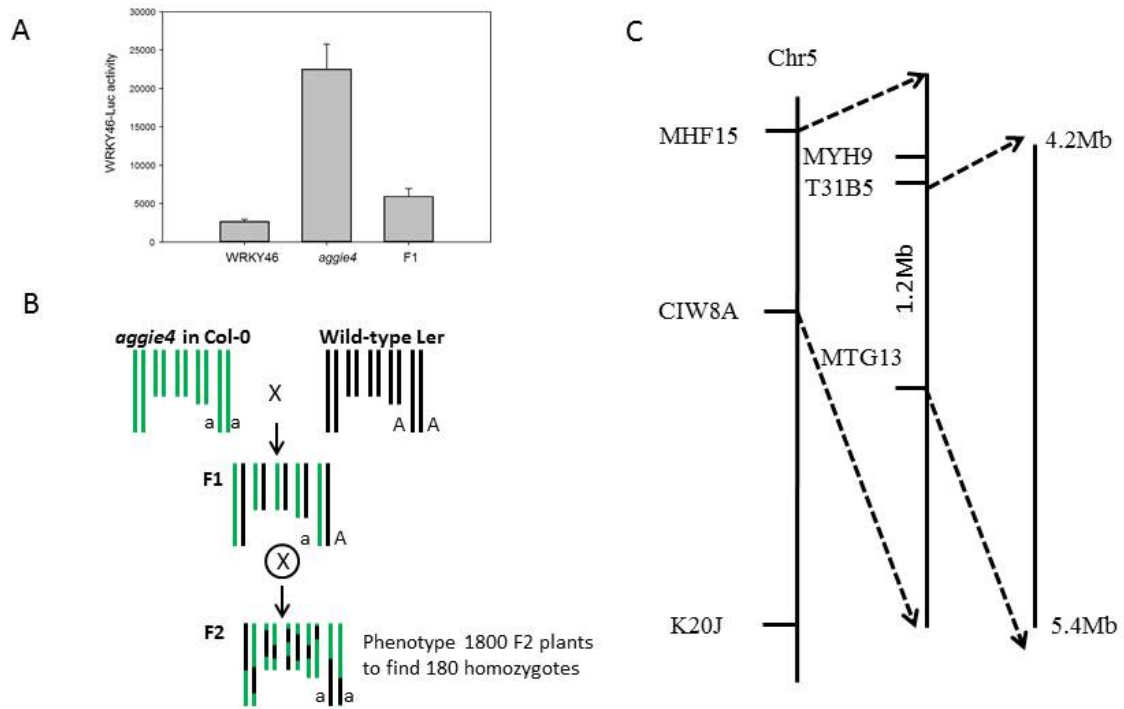 A
WRKY46-Luc activity
30000
25000
20000
15000
10000
5000
0
WRKY46
aggie4
F1
B
aggie4 in Col-0
Wild-type Ler
X
a
a
A
A
F1
a
A
X
F2
Phenotype 1800 F2 plants
to find 180 homozygotes
a
a
C
Chr5
MHF15
MYH9
T31B5
4.2Mb
1.2Mb
CIW8A
MTG13
K20J
5.4Mb